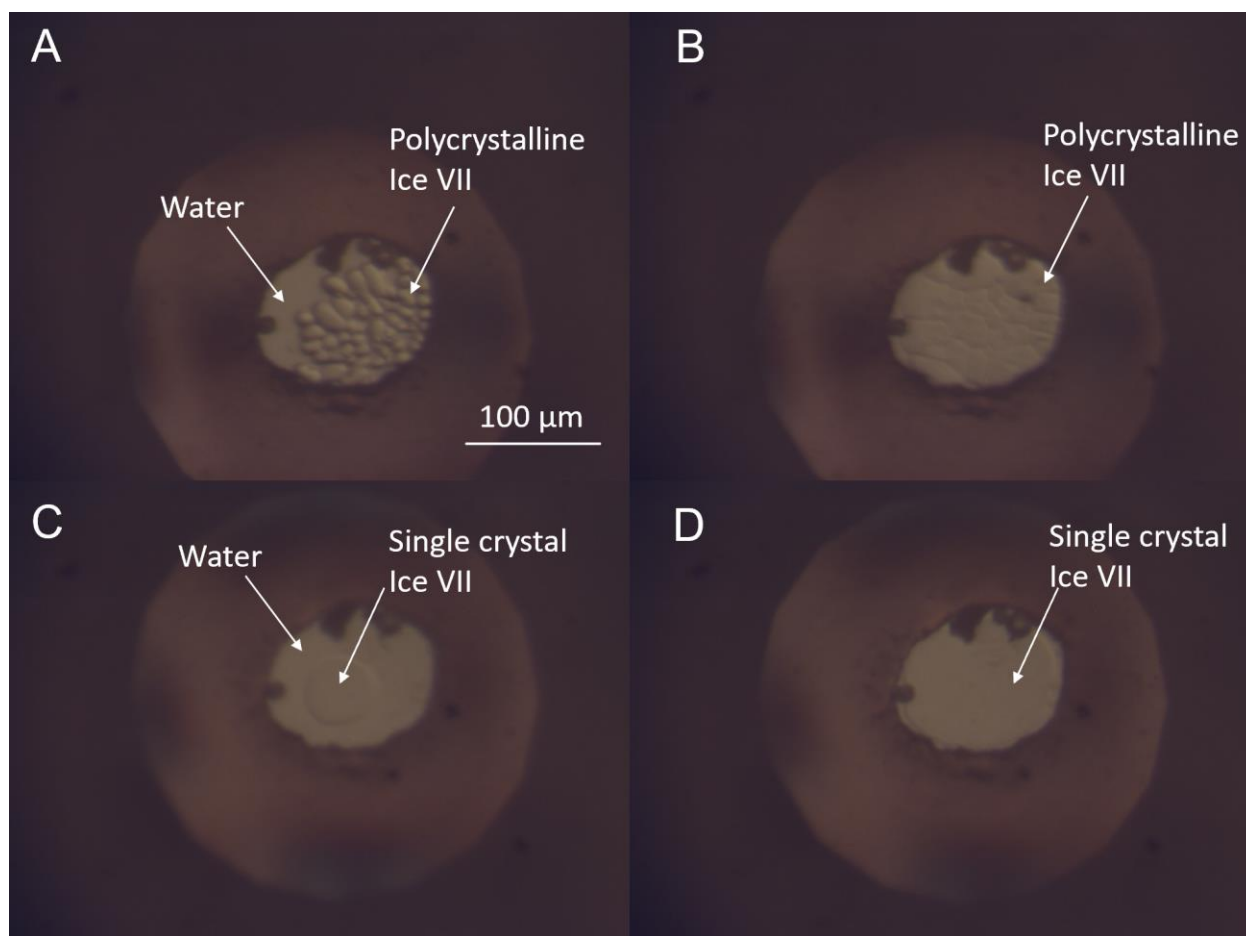 A
Polycrystalline
Ice VII
Water
100 µm
B
Polycrystalline
Ice VII
C
Water
Single crystal
Ice VII
D
Single crystal
Ice VII